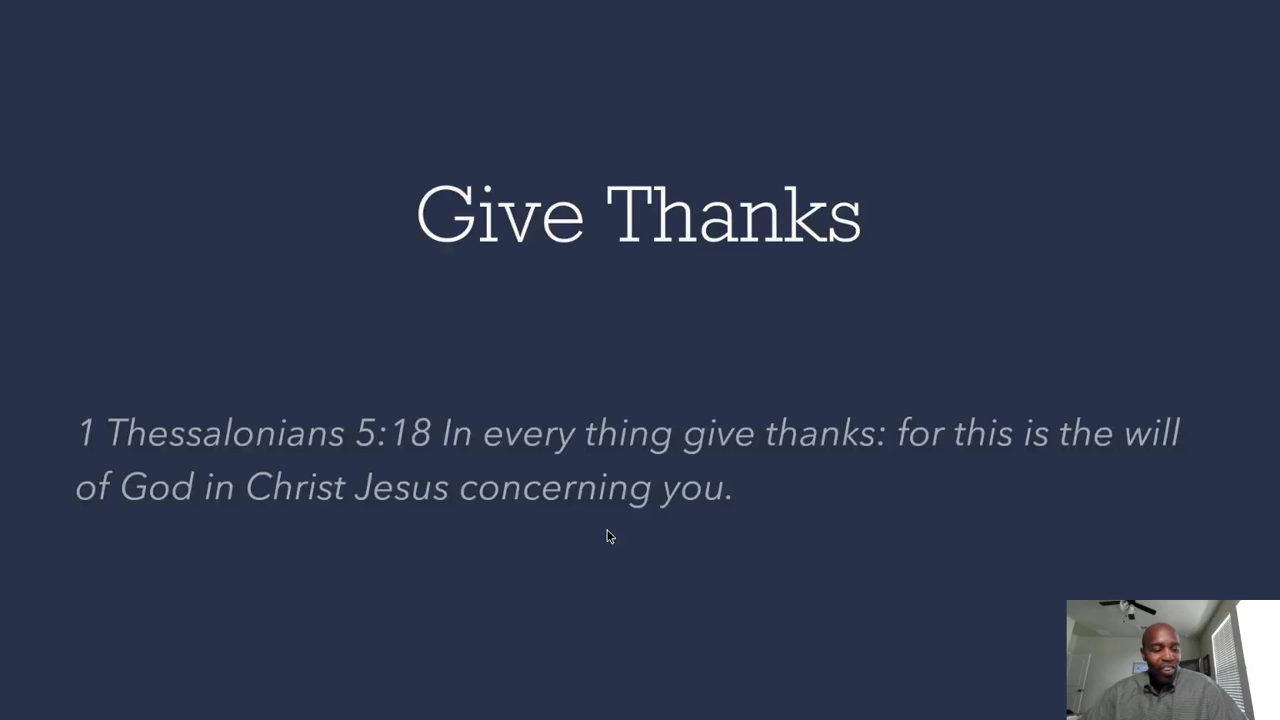 Give Thanks
1 Thessalonians 5:18 In every thing give thanks: for this is the will
of God in Christ Jesus concerning you.